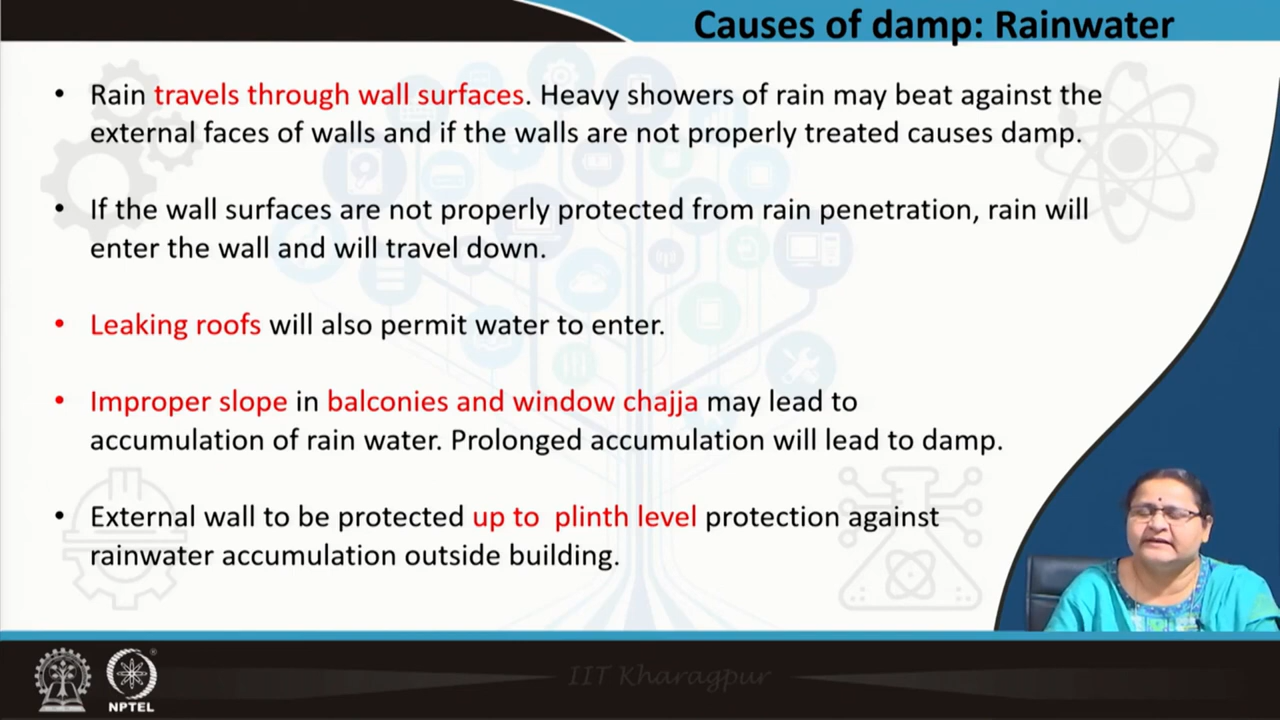 Causes of damp: Rainwater
• Rain travels through wall surfaces. Heavy showers of rain may beat against the
external faces of walls and if the walls are not properly treated causes damp.
• If the wall surfaces are not properly protected from rain penetration, rain will
enter the wall and will travel down.
• Leaking roofs will also permit water to enter.
• Improper slope in balconies and window chajja may lead to
accumulation of rain water. Prolonged accumulation will lead to damp.
• External wall to be protected up to  plinth level protection against
rainwater accumulation outside building.
IIT Kharagpur
NPTEL